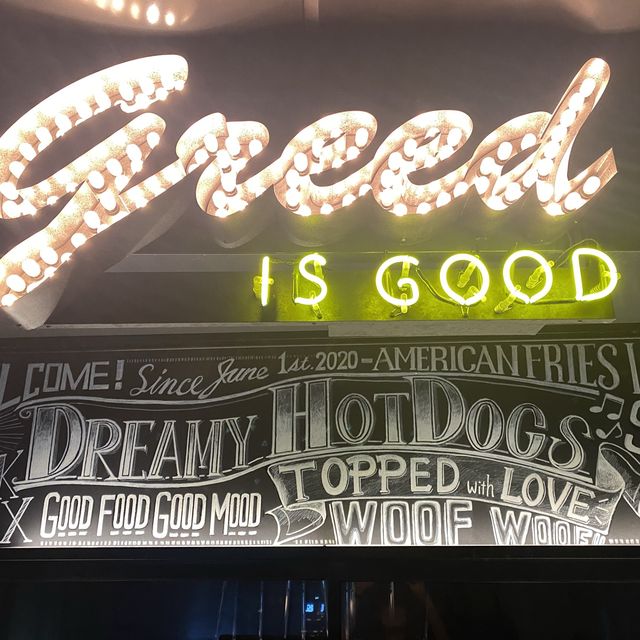 Greed
IS GOOD
LCOME! Since June 1st. 2020 - AMERICAN FRIES
DREAMY HOTDOGS
TOPPED with LOVE
GOOD FOOD GOOD MOOD
WOOF WOOF